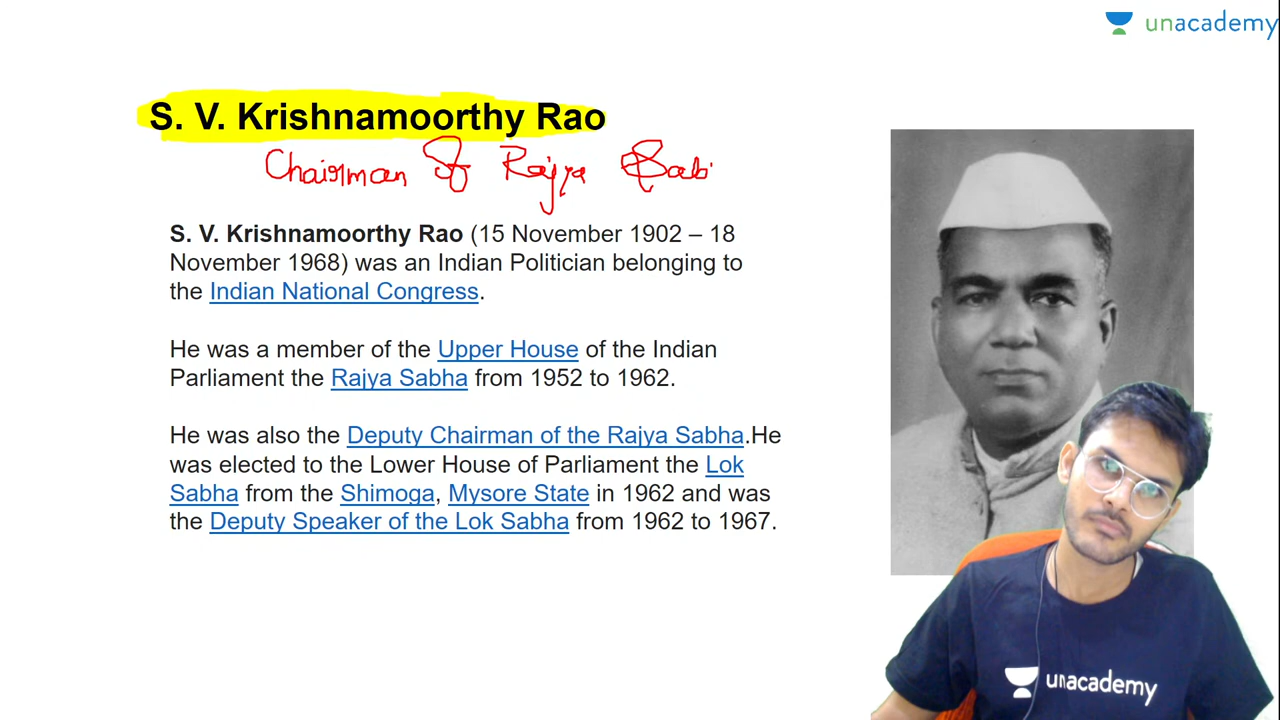 unacademy
S. V. Krishnamoorthy Rao
Chairman of Rajya Sab
S. V. Krishnamoorthy Rao (15 November 1902 – 18
November 1968) was an Indian Politician belonging to
the Indian National Congress.
He was a member of the Upper House of the Indian
Parliament the Rajya Sabha from 1952 to 1962.
He was also the Deputy Chairman of the Rajya Sabha.He
was elected to the Lower House of Parliament the Lok
Sabha from the Shimoga, Mysore State in 1962 and was
the Deputy Speaker of the Lok Sabha from 1962 to 1967.
unacademy